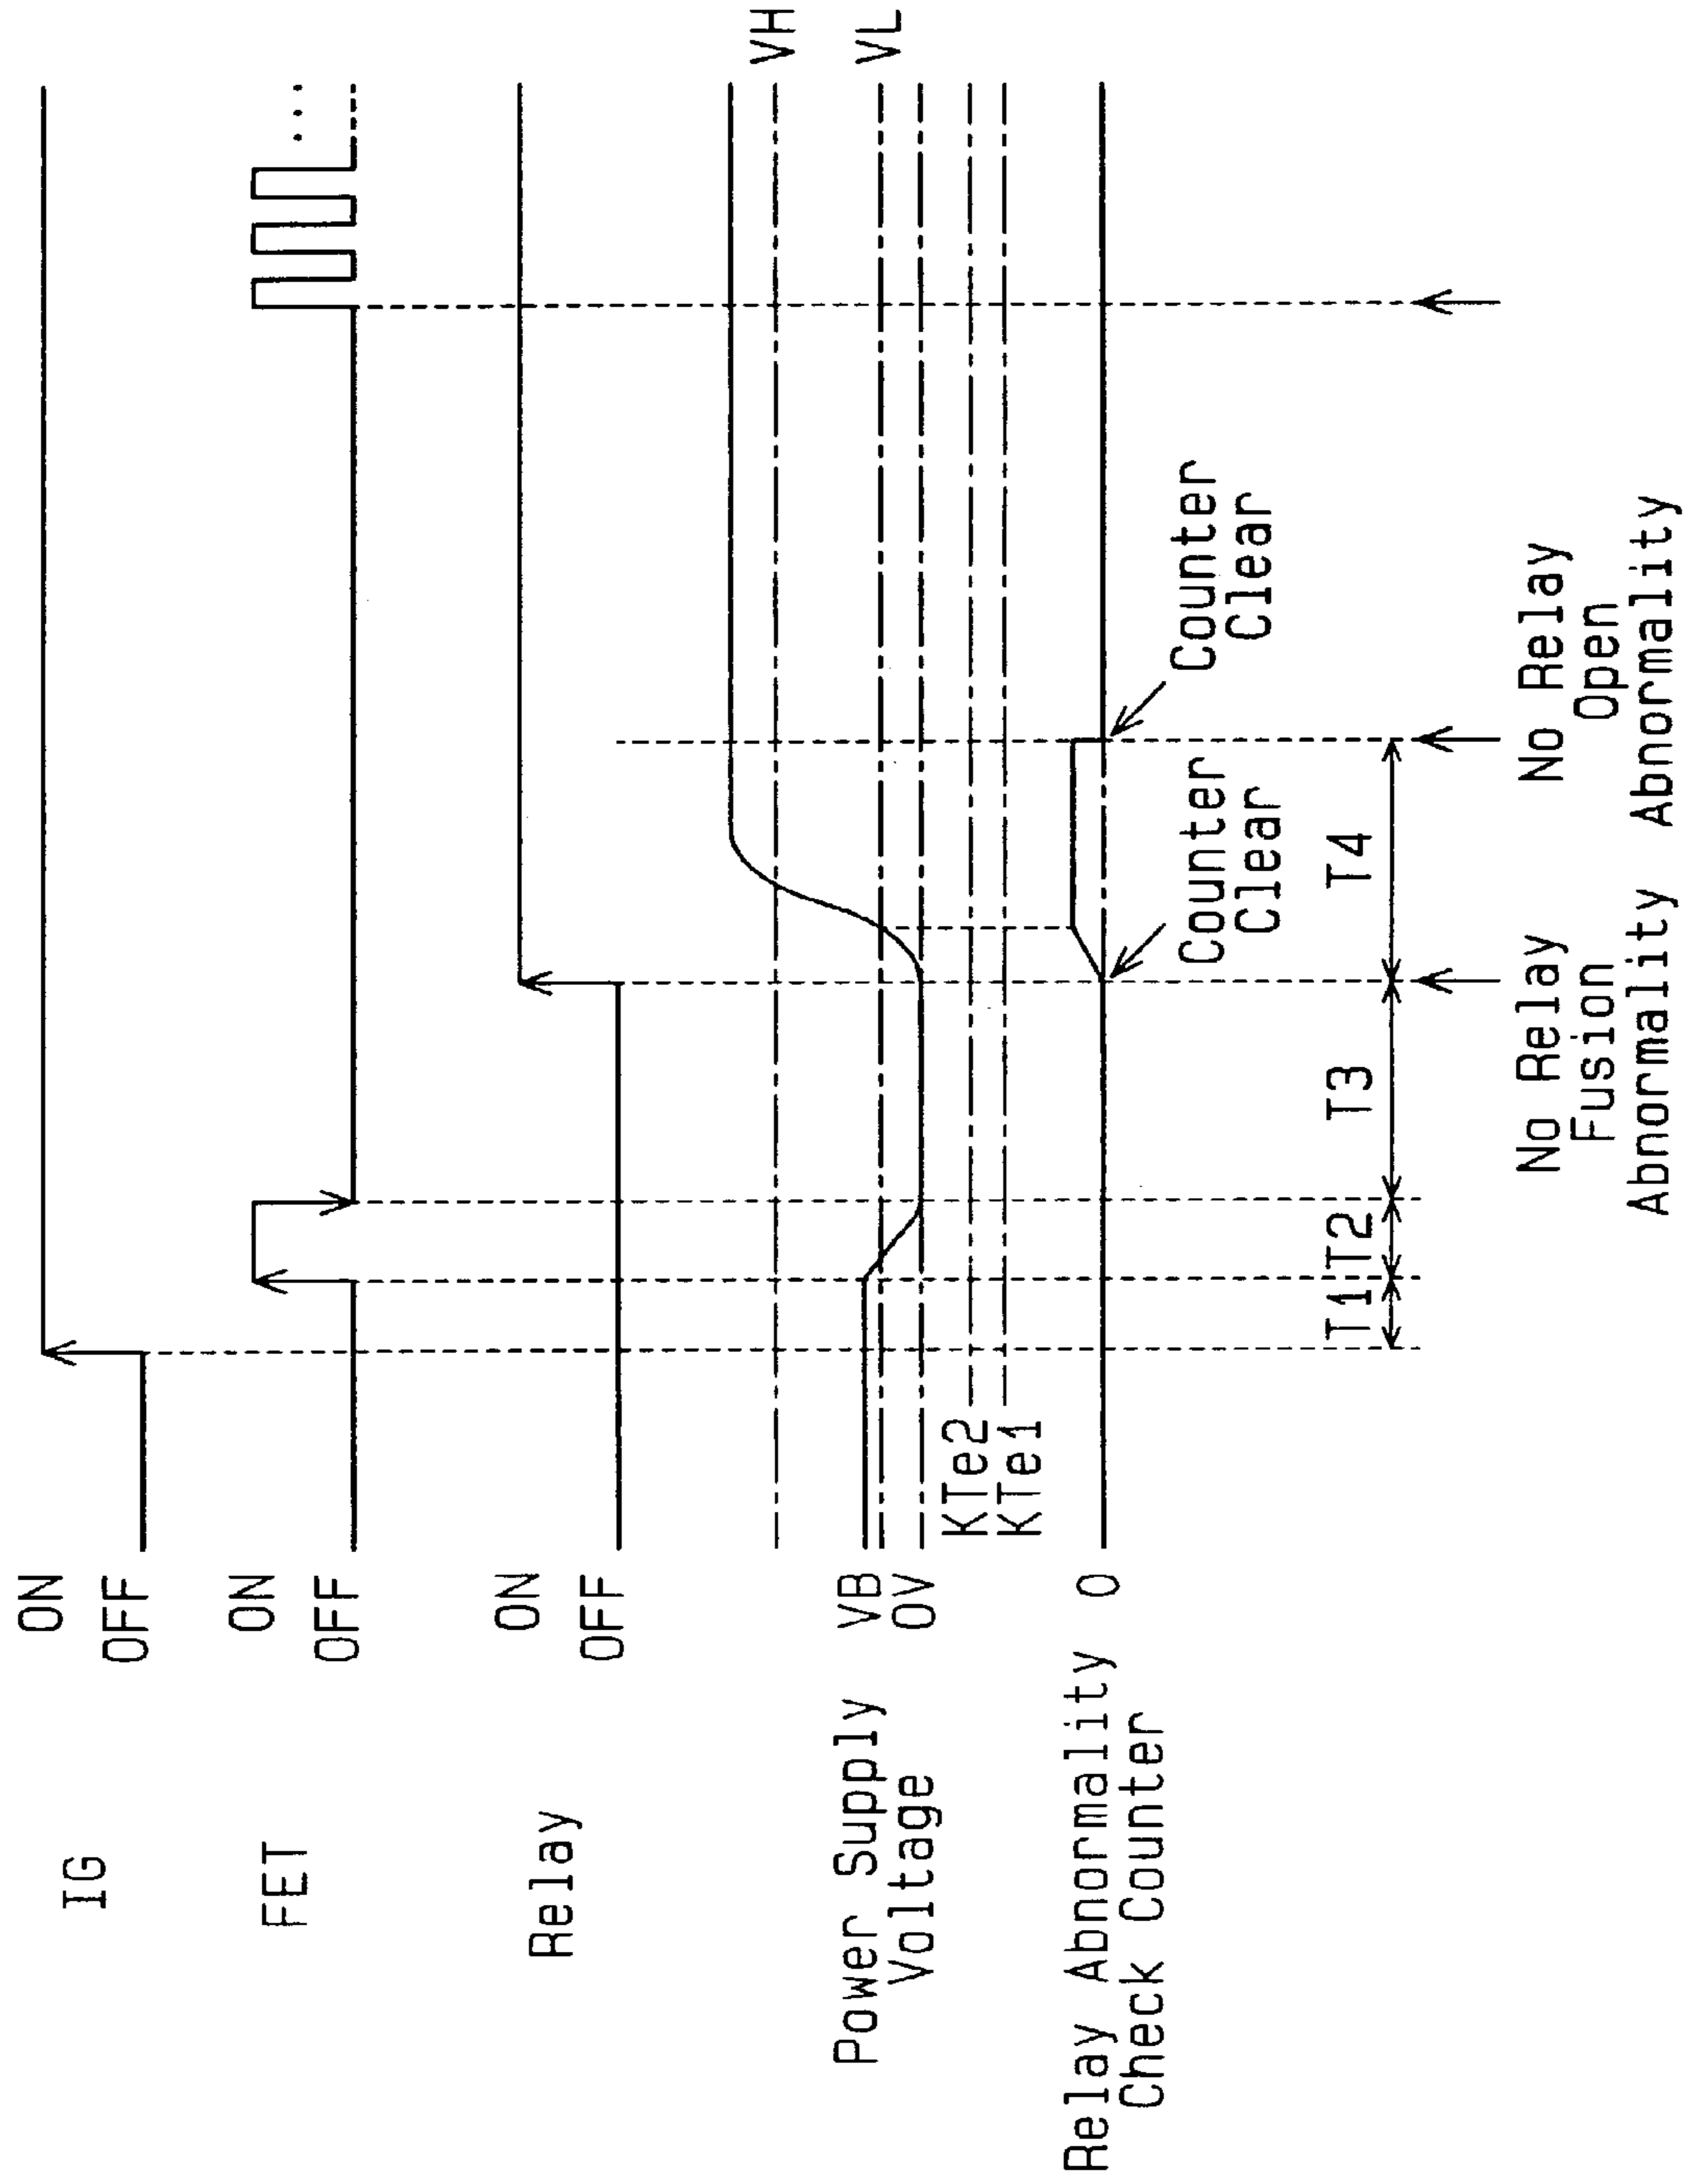 IG
ON
OFF
FET
ON
OFF
...
Relay
ON
OFF
VH
Power Supply
Voltage
VB
0V
VL
KTe2
KTe1
Relay Abnormality
Check Counter
0
Counter
Clear
Counter
Clear
T1
T2
T3
T4
No Relay
Fusion
Abnormality
No Relay
Open
Abnormality